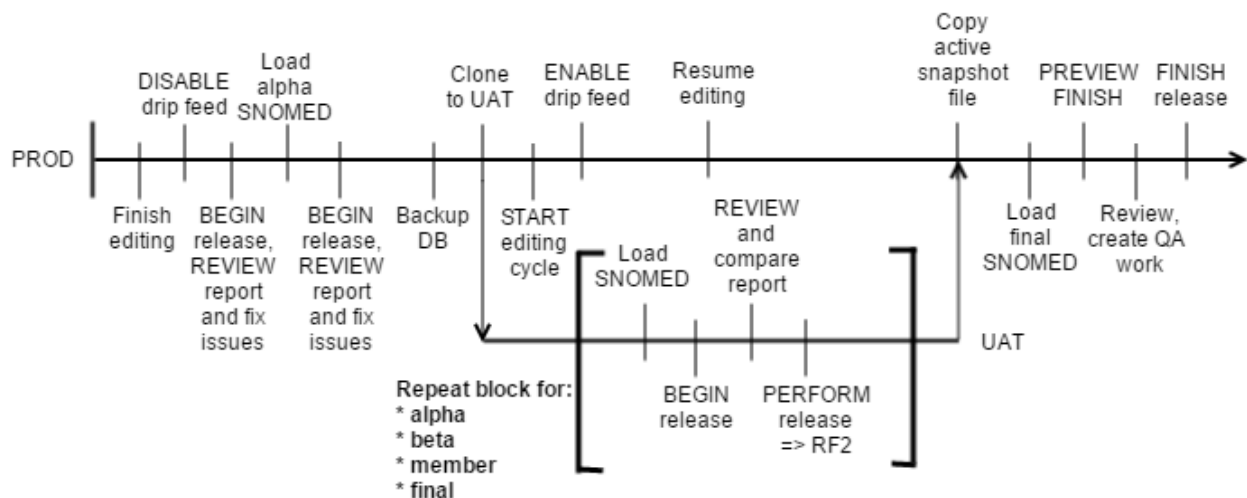 PROD
Finish
editing
DISABLE
drip feed
BEGIN
release,
REVIEW
report
and fix
issues
Load
alpha
SNOMED
BEGIN
release,
REVIEW
report
and fix
issues
Backup
DB
Clone
to UAT
START
editing
cycle
ENABLE
drip feed
Resume
editing
Copy
active
snapshot
file
Load
final
SNOMED
PREVIEW
FINISH
Review,
create QA
work
FINISH
release
Repeat block for:
* alpha
* beta
* member
* final
Load
SNOMED
BEGIN
release
REVIEW
and
compare
report
PERFORM
release
=> RF2
UAT